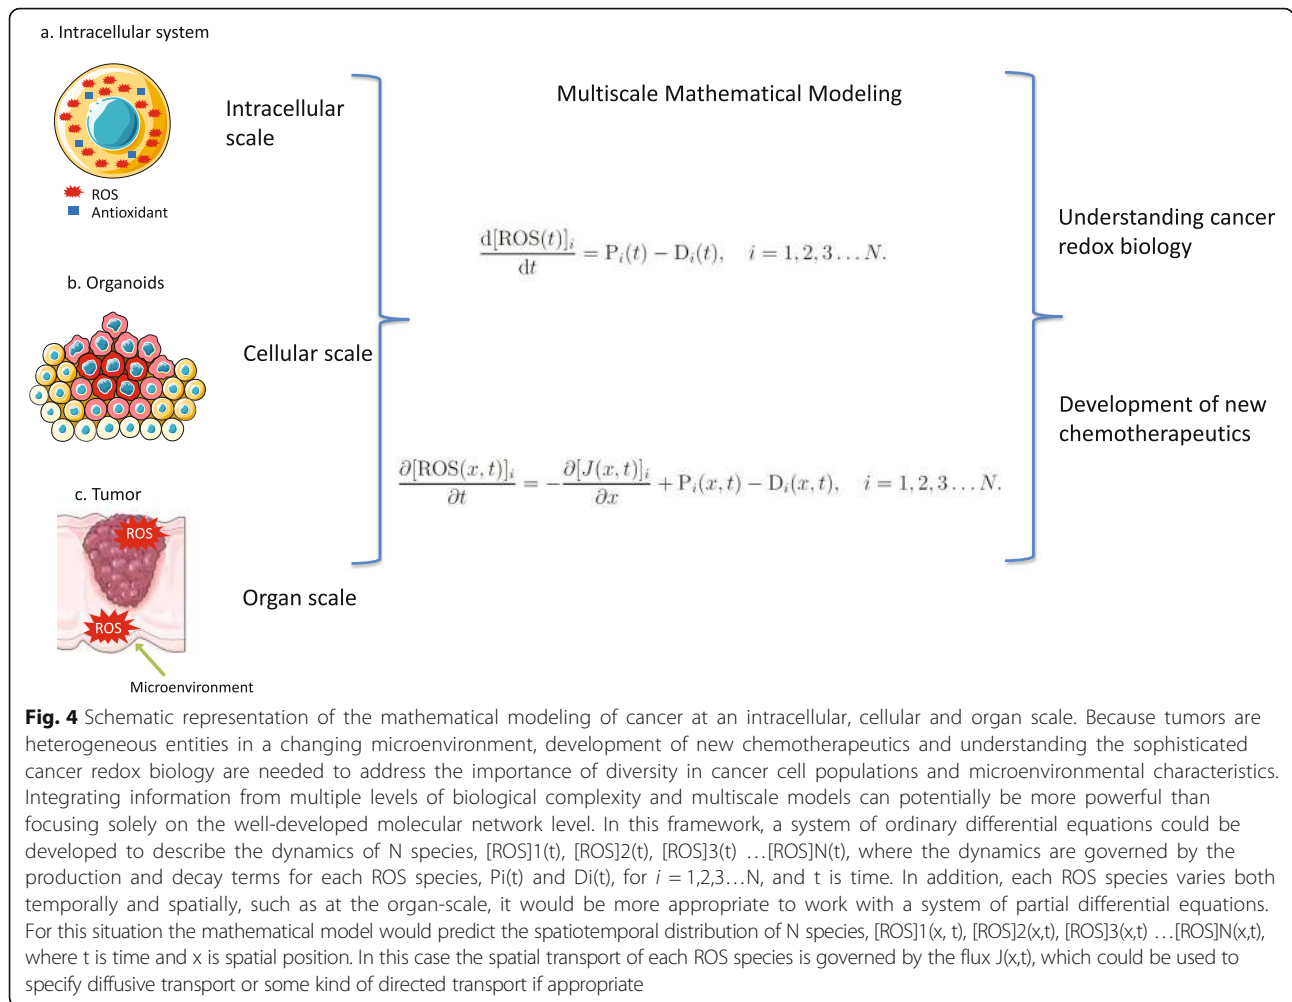 a. Intracellular system
Intracellular
scale
ROS
Antioxidant
b. Organoids
Cellular scale
c. Tumor
ROS
ROS
Organ scale
Microenvironment
Multiscale Mathematical Modeling
d[ROS(t)]ᵢ/dt = Pᵢ(t) − Dᵢ(t), i = 1, 2, 3 … N.
∂[ROS(x, t)]ᵢ/∂t = −∂[J(x, t)]ᵢ/∂x + Pᵢ(x, t) − Dᵢ(x, t), i = 1, 2, 3 … N.
Understanding cancer
redox biology
Development of new
chemotherapeutics
Fig. 4 Schematic representation of the mathematical modeling of cancer at an intracellular, cellular and organ scale. Because tumors are
heterogeneous entities in a changing microenvironment, development of new chemotherapeutics and understanding the sophisticated
cancer redox biology are needed to address the importance of diversity in cancer cell populations and microenvironmental characteristics.
Integrating information from multiple levels of biological complexity and multiscale models can potentially be more powerful than
focusing solely on the well-developed molecular network level. In this framework, a system of ordinary differential equations could be
developed to describe the dynamics of N species, [ROS]1(t), [ROS]2(t), [ROS]3(t) …[ROS]N(t), where the dynamics are governed by the
production and decay terms for each ROS species, Pi(t) and Di(t), for i = 1,2,3…N, and t is time. In addition, each ROS species varies both
temporally and spatially, such as at the organ-scale, it would be more appropriate to work with a system of partial differential equations.
For this situation the mathematical model would predict the spatiotemporal distribution of N species, [ROS]1(x, t), [ROS]2(x,t), [ROS]3(x,t) …[ROS]N(x,t),
where t is time and x is spatial position. In this case the spatial transport of each ROS species is governed by the flux J(x,t), which could be used to
specify diffusive transport or some kind of directed transport if appropriate